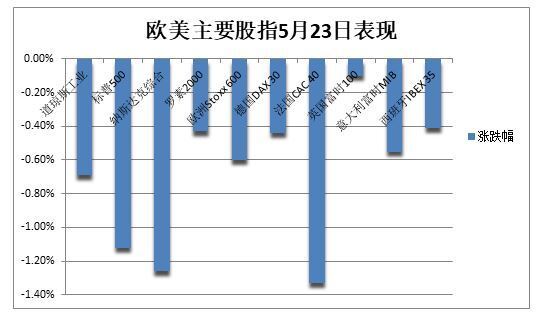 欧美主要股指5月23日表现
0.00%
-0.20%
-0.40%
-0.60%
-0.80%
-1.00%
-1.20%
-1.40%
道琼斯工业
标普500
纳斯达克综合
罗素2000
欧洲Stoxx600
德国DAX30
法国CAC40
英国富时100
意大利富时MIB
西班牙IBEX35
涨跌幅